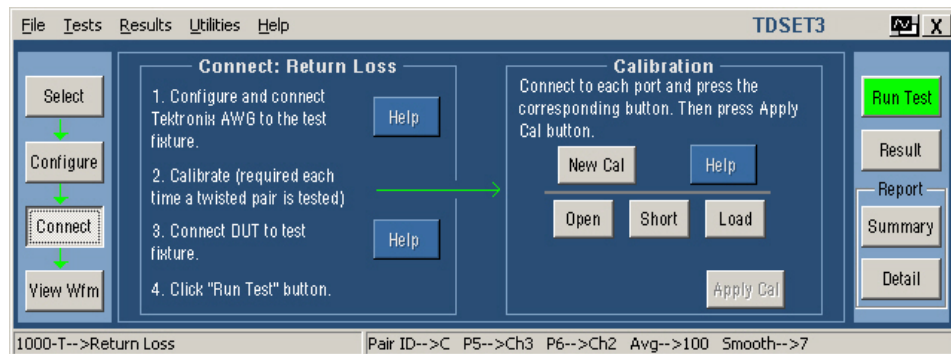 File Tests Results Utilities Help TDSET3 X
Select
Configure
Connect
View Wfm
Connect: Return Loss
1. Configure and connect
Tektronix AWG to the test
fixture.
Help
2. Calibrate (required each
time a twisted pair is tested)
3. Connect DUT to test
fixture.
Help
4. Click "Run Test" button.
Calibration
Connect to each port and press the
corresponding button. Then press Apply
Cal button.
New Cal Help
Open Short Load
Apply Cal
Run Test
Result
Report
Summary
Detail
1000-T-->Return Loss Pair ID-->C P5-->Ch3 P6-->Ch2 Avg-->100 Smooth-->7